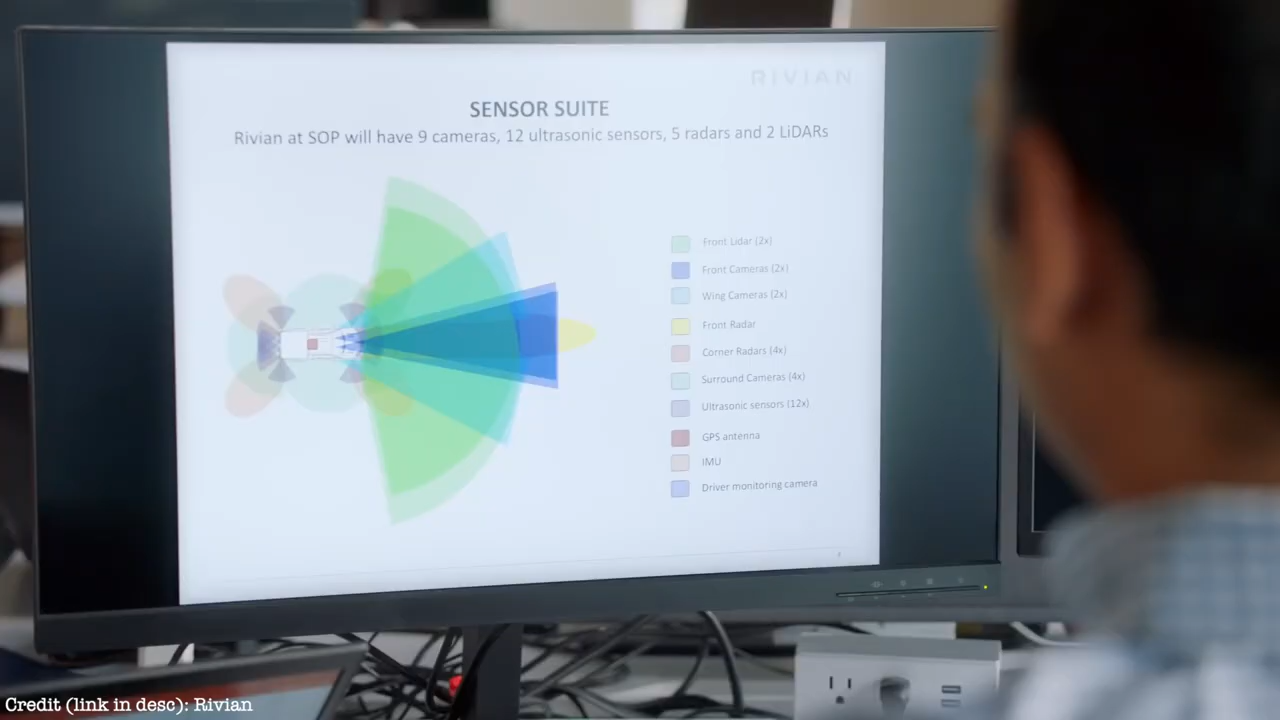 RIVIAN
SENSOR SUITE
Rivian at SOP will have 9 cameras, 12 ultrasonic sensors, 5 radars and 2 LiDARs
Front Lidar (2x)
Front Cameras (2x)
Wing Cameras (2x)
Front Radar
Corner Radars (4x)
Surround Cameras (4x)
Ultrasonic sensors (12x)
GPS antenna
IMU
Driver monitoring camera
Credit (link in desc): Rivian